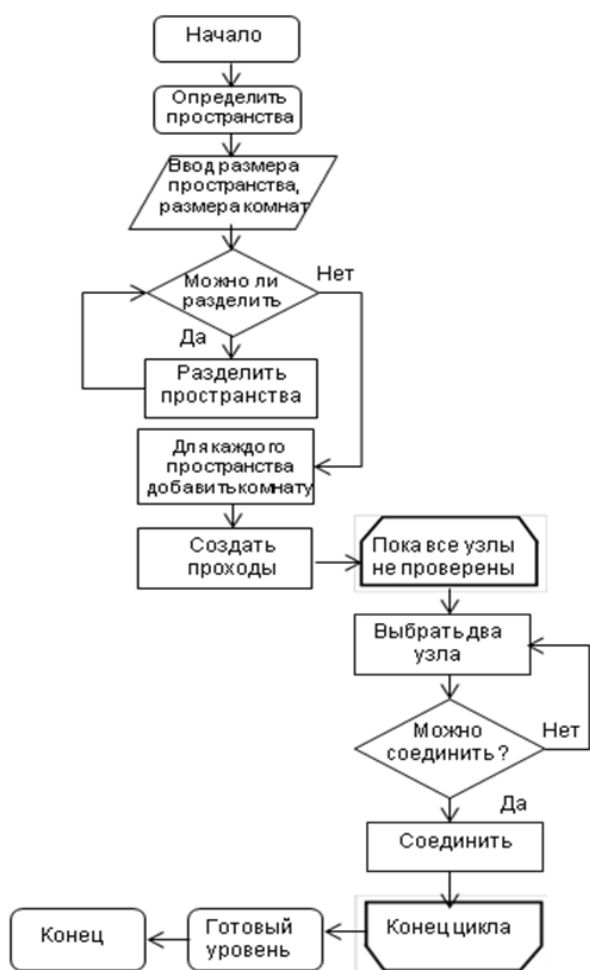 Начало
Определить
пространства
Ввод размера
пространства,
размера комнат
Можно ли
разделить
Нет
Да
Разделить
пространства
Для каждого
пространства
добавить комнату
Создать
проходы
Пока все узлы
не проверены
Выбрать два
узла
Можно
соединить ?
Нет
Да
Соединить
Конец цикла
Готовый
уровень
Конец